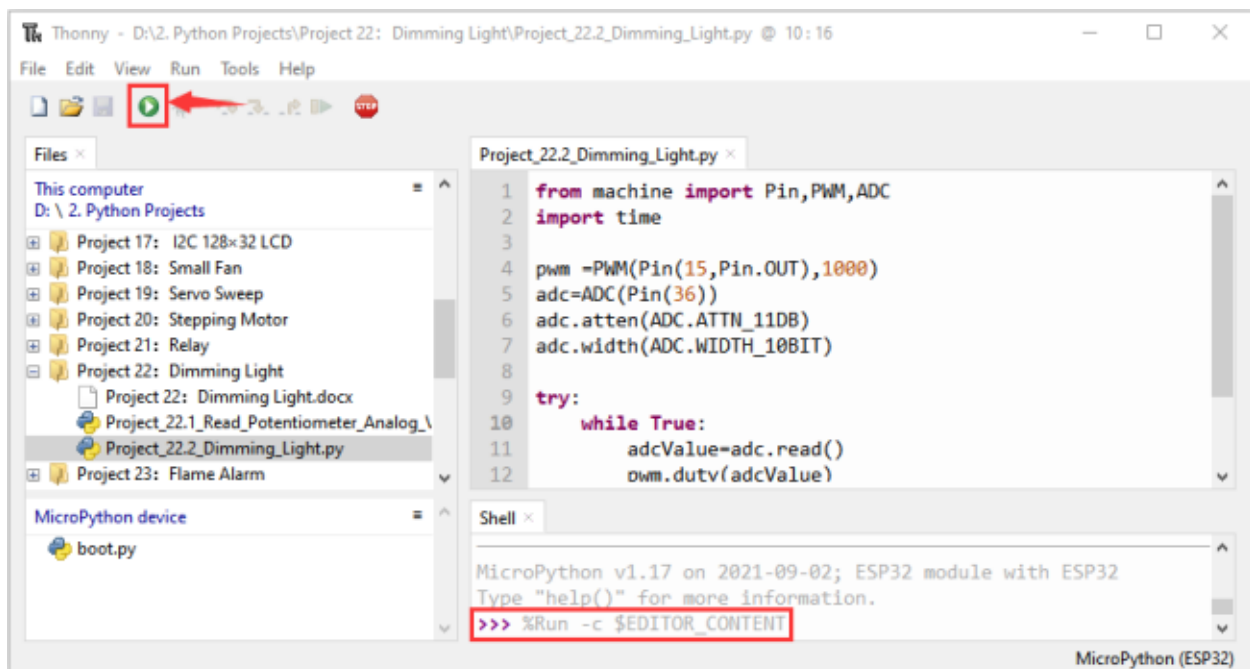 Thonny - D:\2. Python Projects\Project 22：Dimming Light\Project_22.2_Dimming_Light.py @ 10:16
File Edit View Run Tools Help
STOP
Files
This computer
D: \ 2. Python Projects
Project 17：I2C 128×32 LCD
Project 18：Small Fan
Project 19：Servo Sweep
Project 20：Stepping Motor
Project 21：Relay
Project 22：Dimming Light
Project 22：Dimming Light.docx
Project_22.1_Read_Potentiometer_Analog_\
Project_22.2_Dimming_Light.py
Project 23：Flame Alarm
MicroPython device
boot.py
Project_22.2_Dimming_Light.py
1 from machine import Pin,PWM,ADC
2 import time
3
4 pwm =PWM(Pin(15,Pin.OUT),1000)
5 adc=ADC(Pin(36))
6 adc.atten(ADC.ATTN_11DB)
7 adc.width(ADC.WIDTH_10BIT)
8
9 try:
10 while True:
11 adcValue=adc.read()
12 pwm.duty(adcValue)
Shell
MicroPython v1.17 on 2021-09-02; ESP32 module with ESP32
Type "help()" for more information.
>>> %Run -c $EDITOR_CONTENT
MicroPython (ESP32)